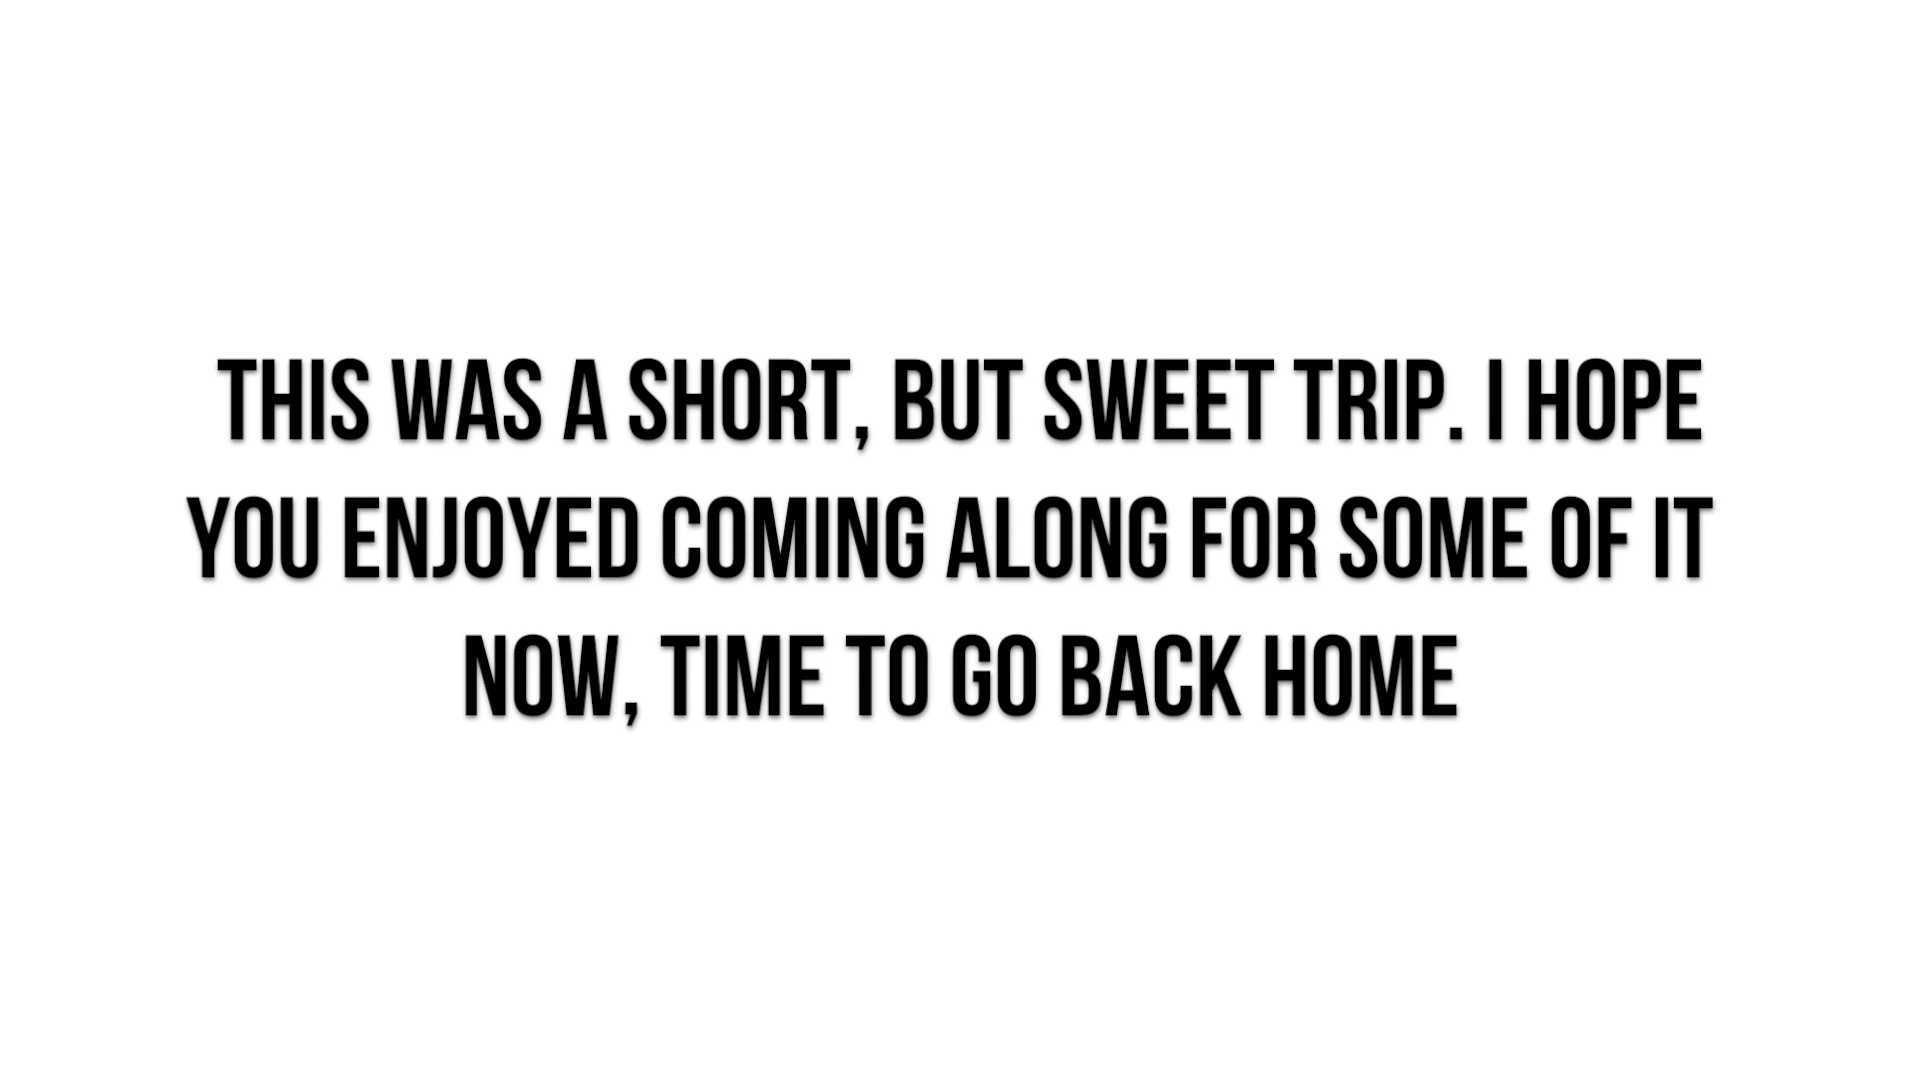 THIS WAS A SHORT, BUT SWEET TRIP. I HOPE
YOU ENJOYED COMING ALONG FOR SOME OF IT
NOW, TIME TO GO BACK HOME